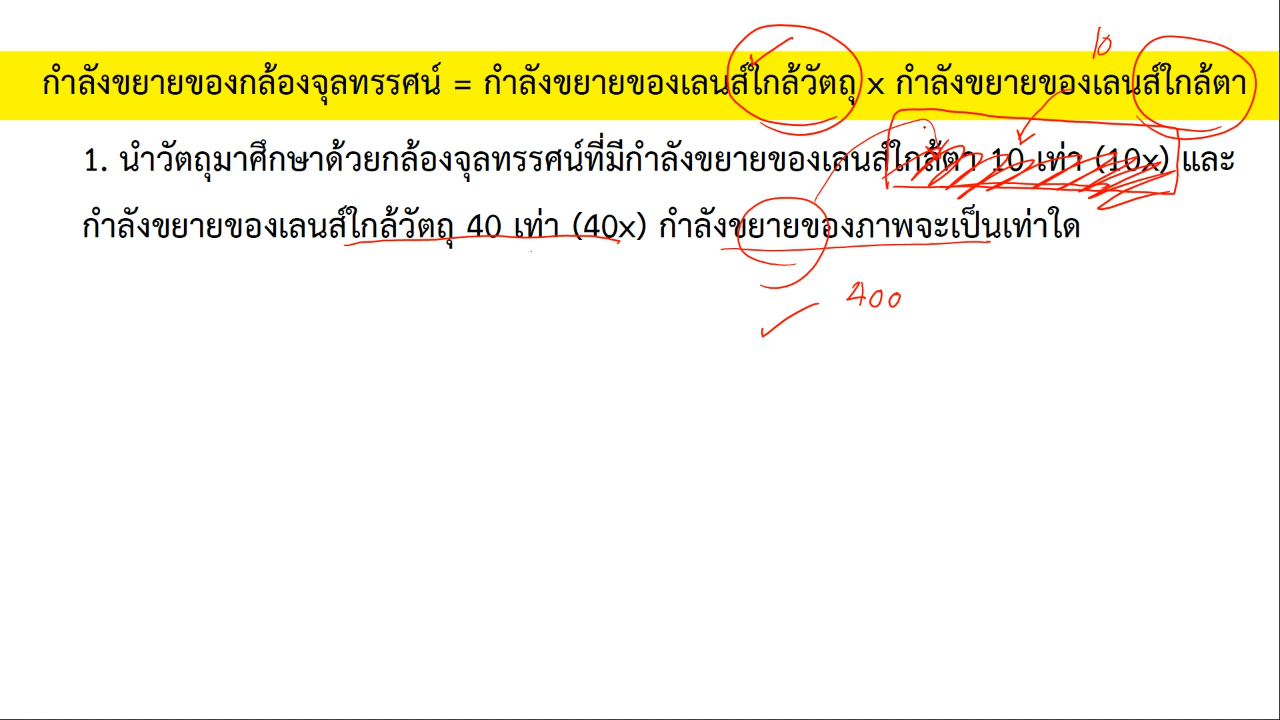 10
กำลังขยายของกล้องจุลทรรศน์ = กำลังขยายของเลนส์ใกล้วัตถุ x กำลังขยายของเลนส์ใกล้ตา
1. นำวัตถุมาศึกษาด้วยกล้องจุลทรรศน์ที่มีกำลังขยายของเลนส์ใกล้ตา 10 เท่า (10x) และ
กำลังขยายของเลนส์ใกล้วัตถุ 40 เท่า (40x) กำลังขยายของภาพจะเป็นเท่าใด
400